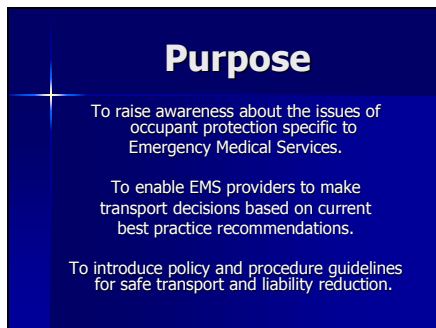 Purpose
To raise awareness about the issues of
occupant protection specific to
Emergency Medical Services.
To enable EMS providers to make
transport decisions based on current
best practice recommendations.
To introduce policy and procedure guidelines
for safe transport and liability reduction.